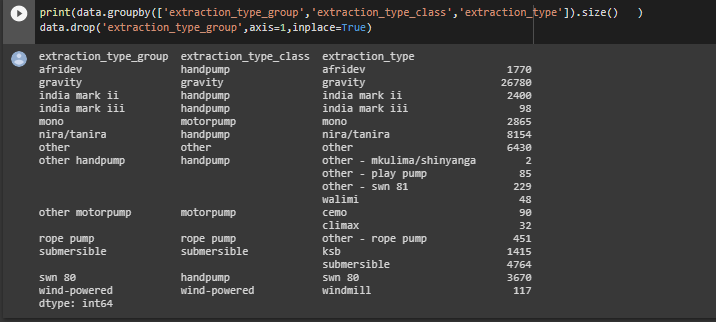 print(data.groupby(['extraction_type_group','extraction_type_class','extraction_type']).size()   )
data.drop('extraction_type_group',axis=1,inplace=True)
extraction_type_group  extraction_type_class  extraction_type
afridev                handpump               afridev                       1770
gravity                gravity                gravity                      26780
india mark ii          handpump               india mark ii                 2400
india mark iii         handpump               india mark iii                  98
mono                   motorpump              mono                          2865
nira/tanira            handpump               nira/tanira                   8154
other                  other                  other                         6430
other handpump         handpump               other - mkulima/shinyanga        2
                                              other - play pump               85
                                              other - swn 81                 229
                                              walimi                          48
other motorpump        motorpump              cemo                            90
                                              climax                          32
rope pump              rope pump              other - rope pump              451
submersible            submersible            ksb                           1415
                                              submersible                   4764
swn 80                 handpump               swn 80                        3670
wind-powered           wind-powered           windmill                       117
dtype: int64